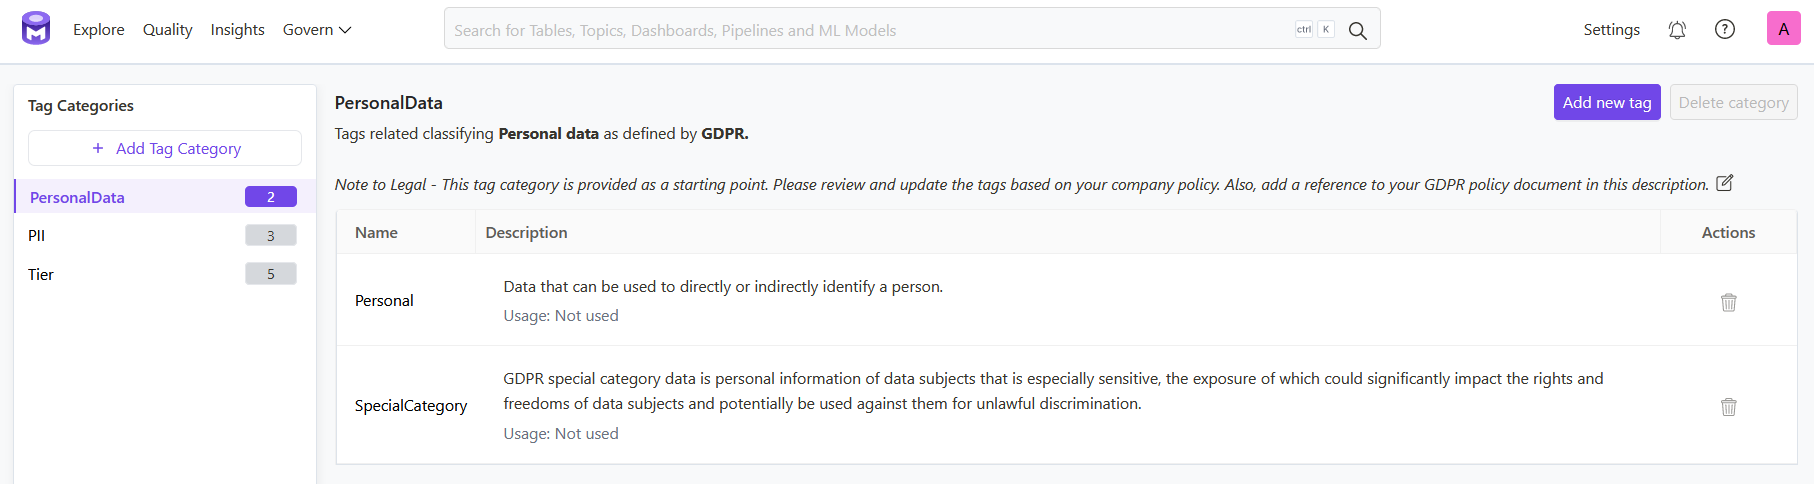 Explore Quality Insights Govern
Search for Tables, Topics, Dashboards, Pipelines and ML Models ctrl K
Settings A
Tag Categories
+ Add Tag Category
PersonalData 2
PII 3
Tier 5
PersonalData
Add new tag Delete category
Tags related classifying Personal data as defined by GDPR.
Note to Legal - This tag category is provided as a starting point. Please review and update the tags based on your company policy. Also, add a reference to your GDPR policy document in this description.
Name Description Actions
Personal
Data that can be used to directly or indirectly identify a person.
Usage: Not used
SpecialCategory
GDPR special category data is personal information of data subjects that is especially sensitive, the exposure of which could significantly impact the rights and
freedoms of data subjects and potentially be used against them for unlawful discrimination.
Usage: Not used